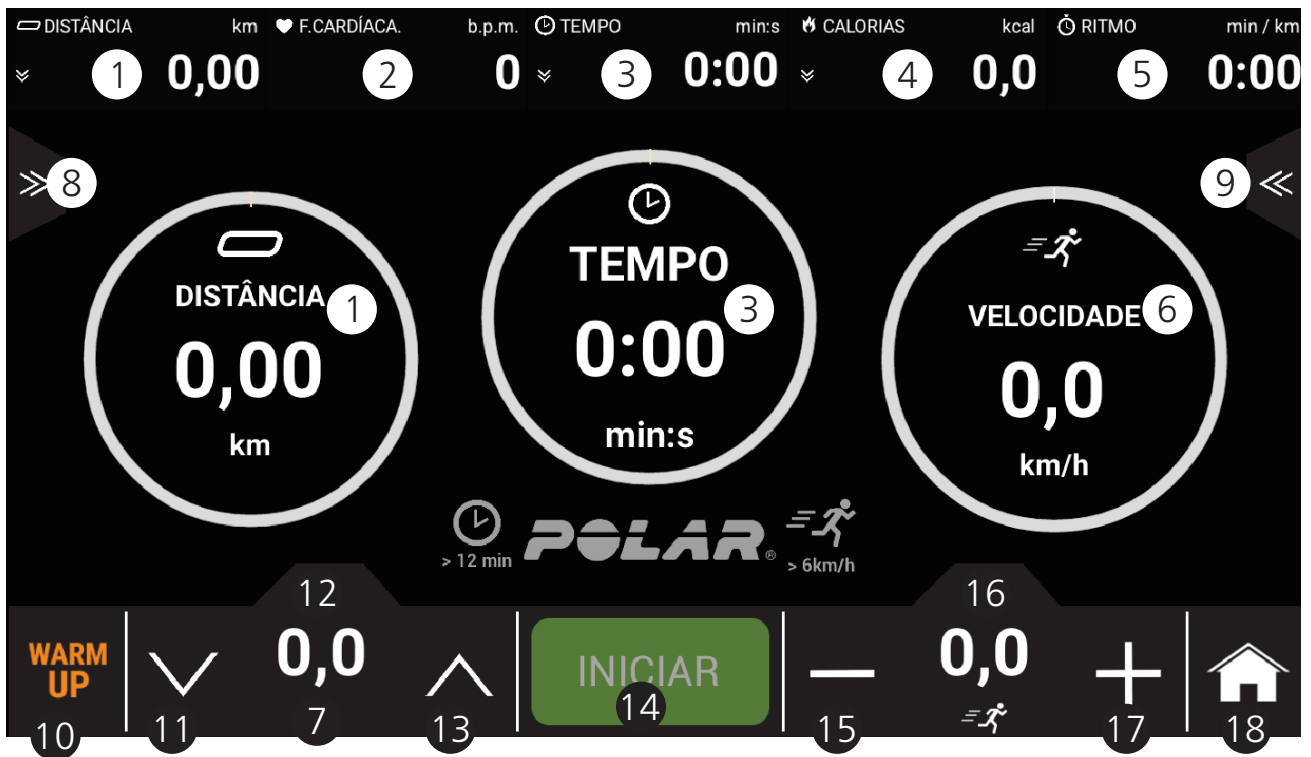 DISTÂNCIA km F.CARDÍACA. b.p.m. TEMPO min:s CALORIAS kcal RITMO min / km
1 0,00 2 0 3 0:00 4 0,0 5 0:00
8 9
DISTÂNCIA 1
0,00
km
TEMPO
3
0:00
min:s
VELOCIDADE 6
0,0
km/h
> 12 min POLAR® > 6km/h
12 16
WARM
UP
0,0 INICIAR 0,0
10 11 7 13 14 15 17 18